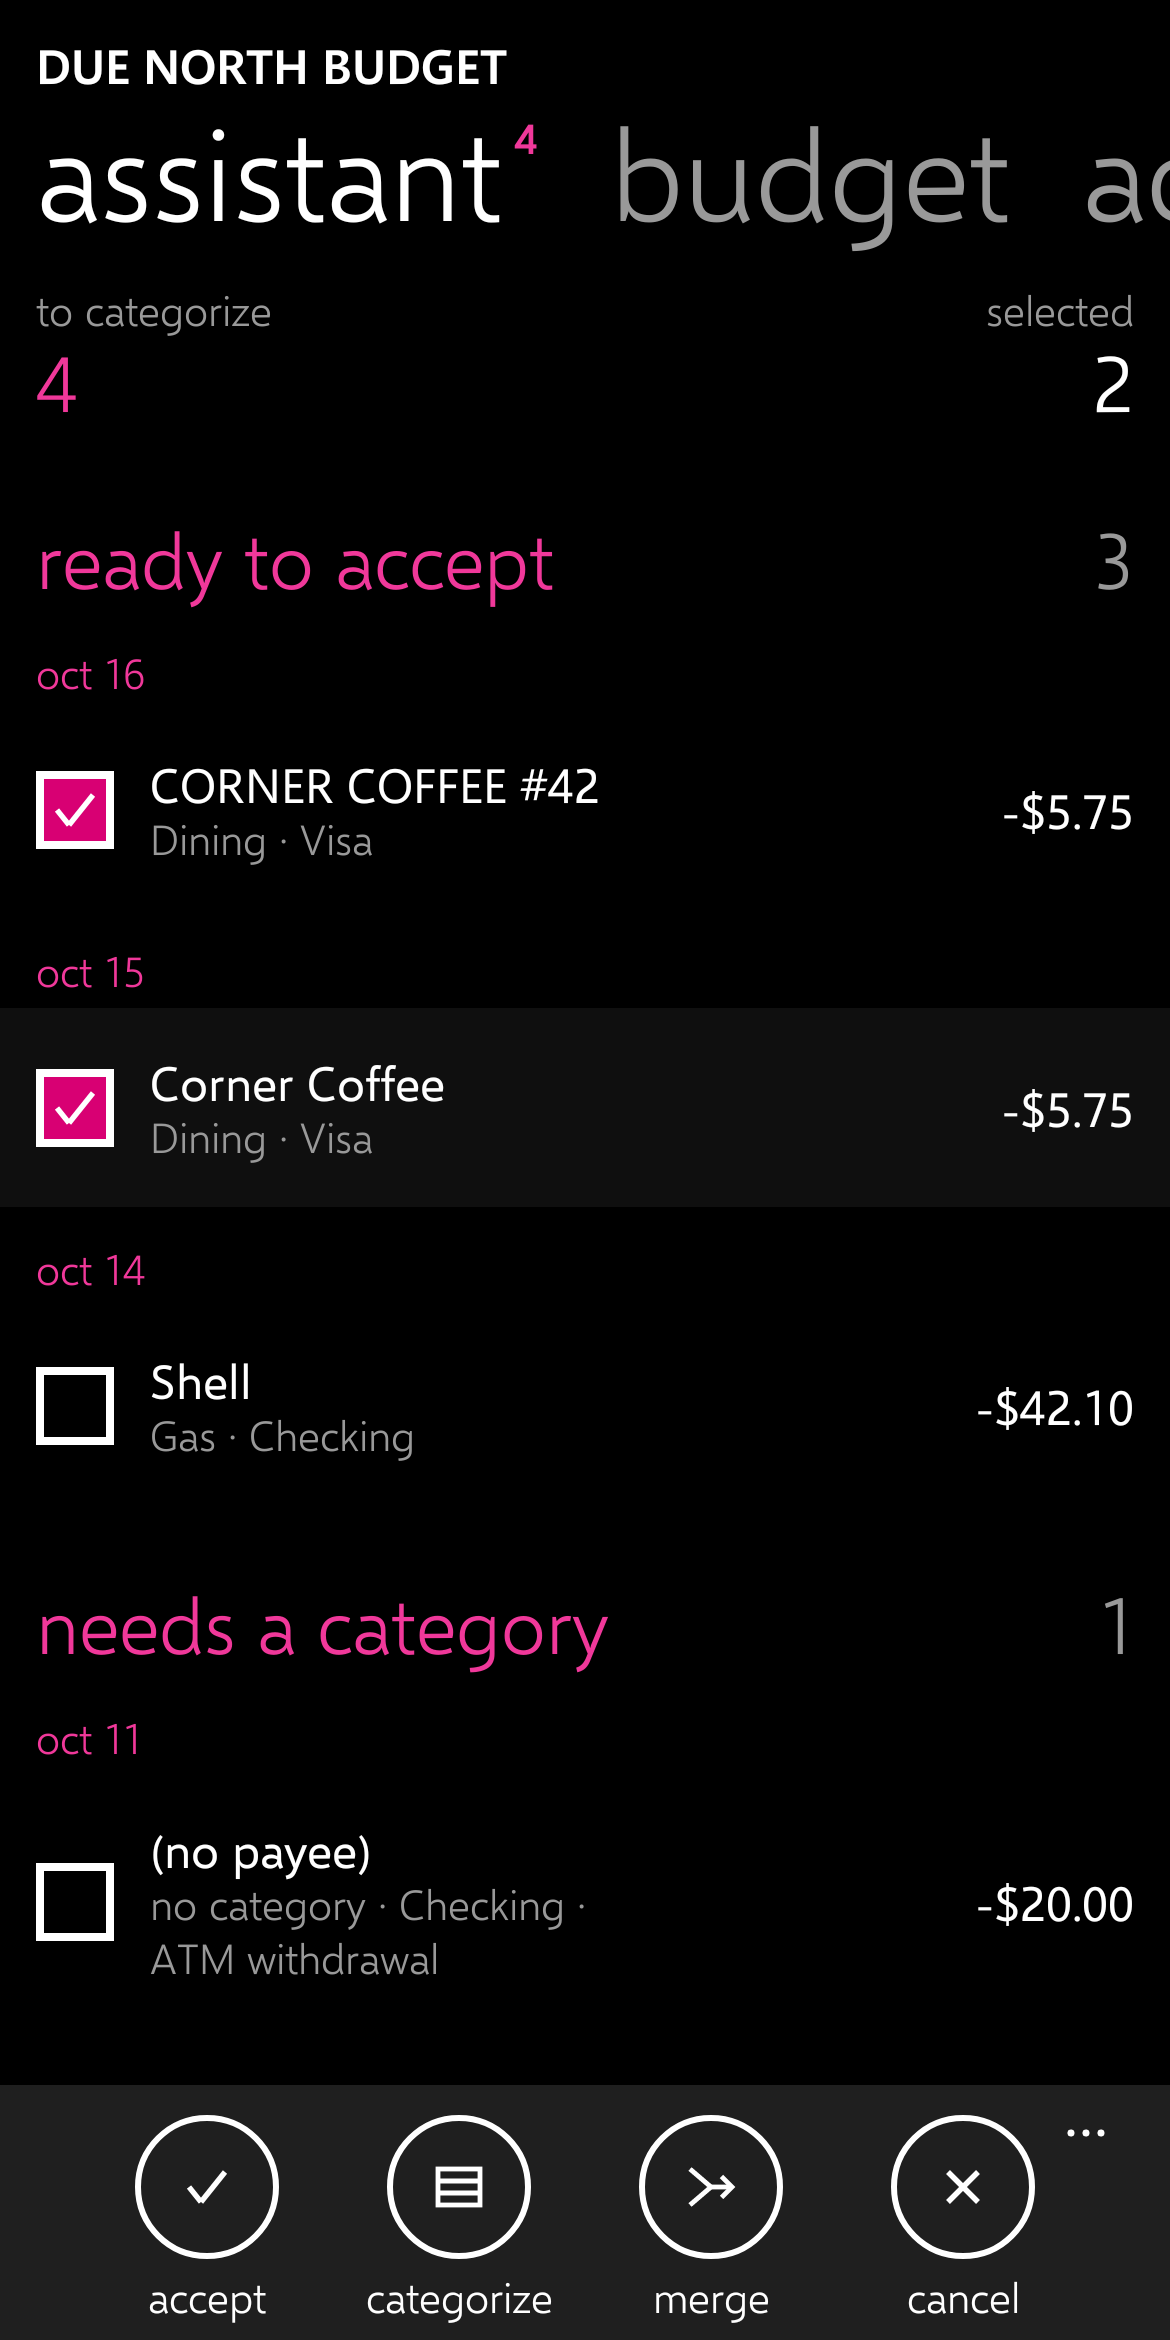 DUE NORTH BUDGET
assistant 4 budget ac
to categorize selected
4 2
ready to accept 3
oct 16
CORNER COFFEE #42
Dining · Visa
-$5.75
oct 15
Corner Coffee
Dining · Visa
-$5.75
oct 14
Shell
Gas · Checking
-$42.10
needs a category 1
oct 11
(no payee)
no category · Checking ·
ATM withdrawal
-$20.00
...
accept categorize merge cancel